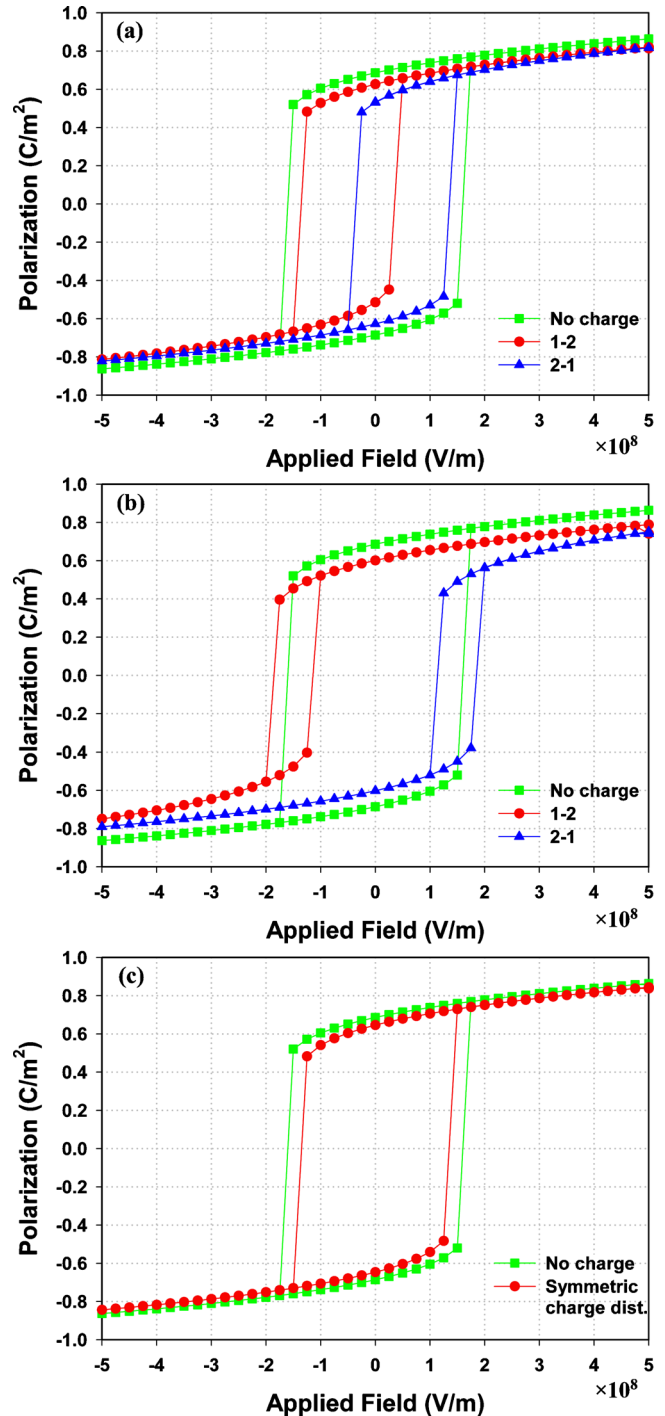 (a)
1.0
0.8
0.6
0.4
0.2
0.0
-0.2
-0.4
-0.6
-0.8
-1.0
Polarization (C/m²)
No charge
1-2
2-1
-5 -4 -3 -2 -1 0 1 2 3 4 5
Applied Field (V/m)
×10⁸
(b)
1.0
0.8
0.6
0.4
0.2
0.0
-0.2
-0.4
-0.6
-0.8
-1.0
Polarization (C/m²)
No charge
1-2
2-1
-5 -4 -3 -2 -1 0 1 2 3 4 5
Applied Field (V/m)
×10⁸
(c)
1.0
0.8
0.6
0.4
0.2
0.0
-0.2
-0.4
-0.6
-0.8
-1.0
Polarization (C/m²)
No charge
Symmetric
charge dist.
-5 -4 -3 -2 -1 0 1 2 3 4 5
Applied Field (V/m)
×10⁸